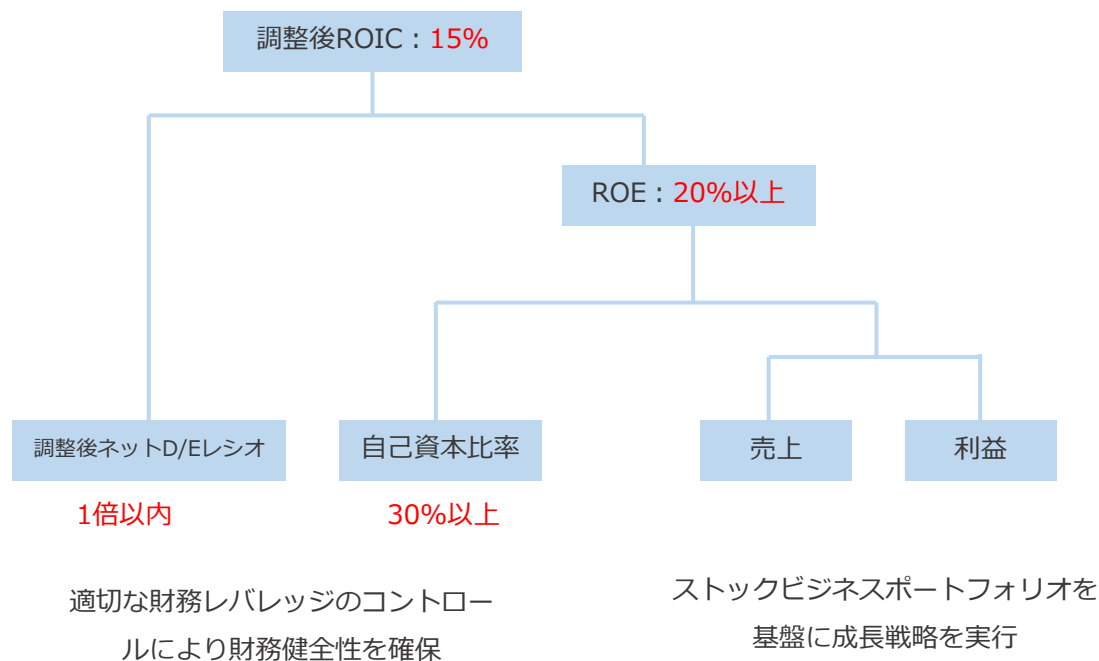 調整後ROIC：15%
ROE：20%以上
調整後ネットD/Eレシオ
自己資本比率
売上
利益
1倍以内
30%以上
適切な財務レバレッジのコントロー
ルにより財務健全性を確保
ストックビジネスポートフォリオを
基盤に成長戦略を実行